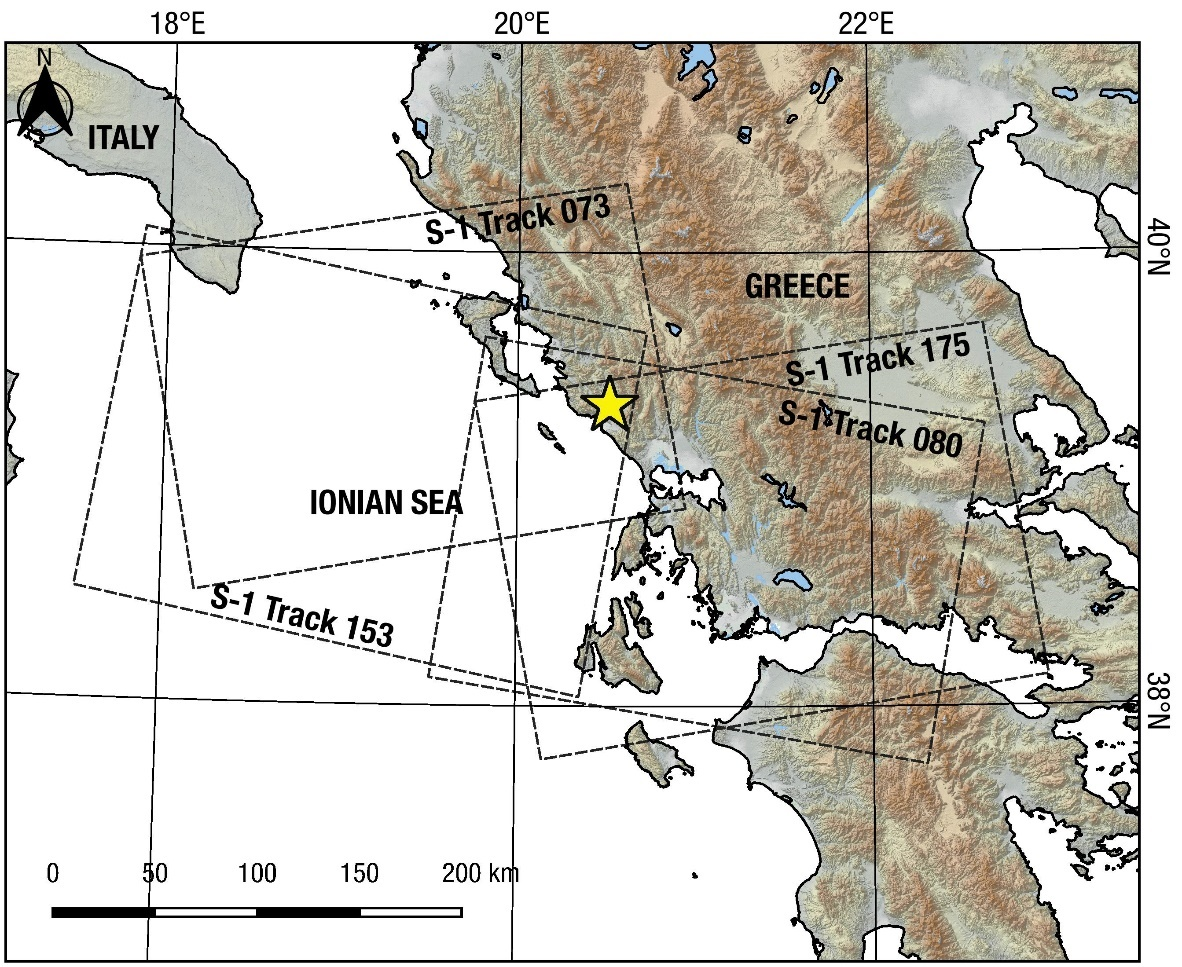 18°E 20°E 22°E
N
ITALY
S-1 Track 073
40°N
GREECE
S-1 Track 175
S-1 Track 080
IONIAN SEA
S-1 Track 153
38°N
0 50 100 150 200 km